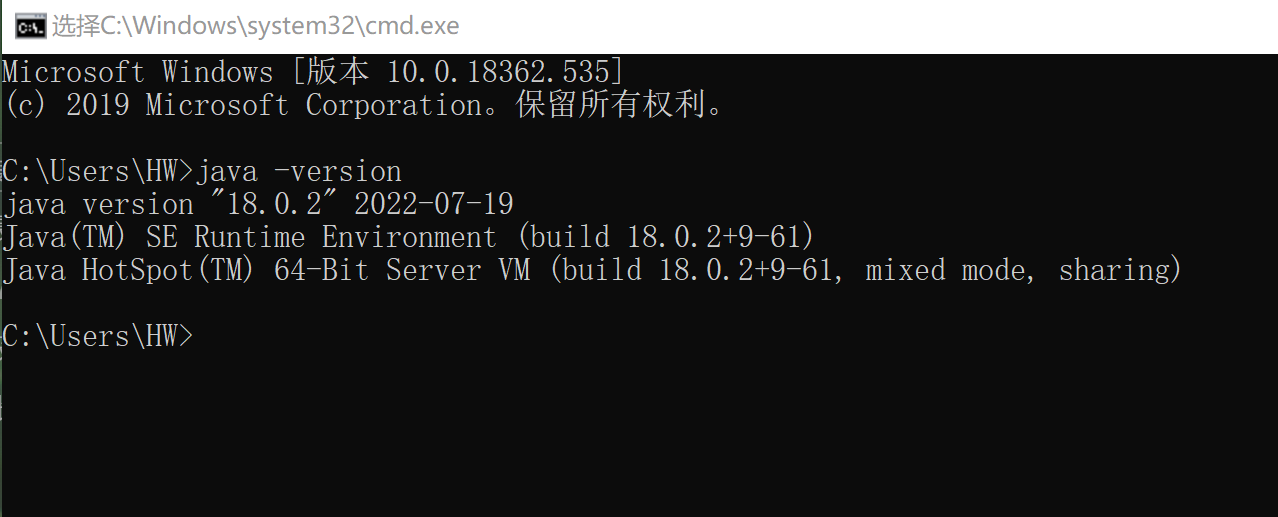 选择C:\Windows\system32\cmd.exe
Microsoft Windows [版本 10.0.18362.535]
(c) 2019 Microsoft Corporation。保留所有权利。
C:\Users\HW>java -version
java version "18.0.2" 2022-07-19
Java(TM) SE Runtime Environment (build 18.0.2+9-61)
Java HotSpot(TM) 64-Bit Server VM (build 18.0.2+9-61, mixed mode, sharing)
C:\Users\HW>